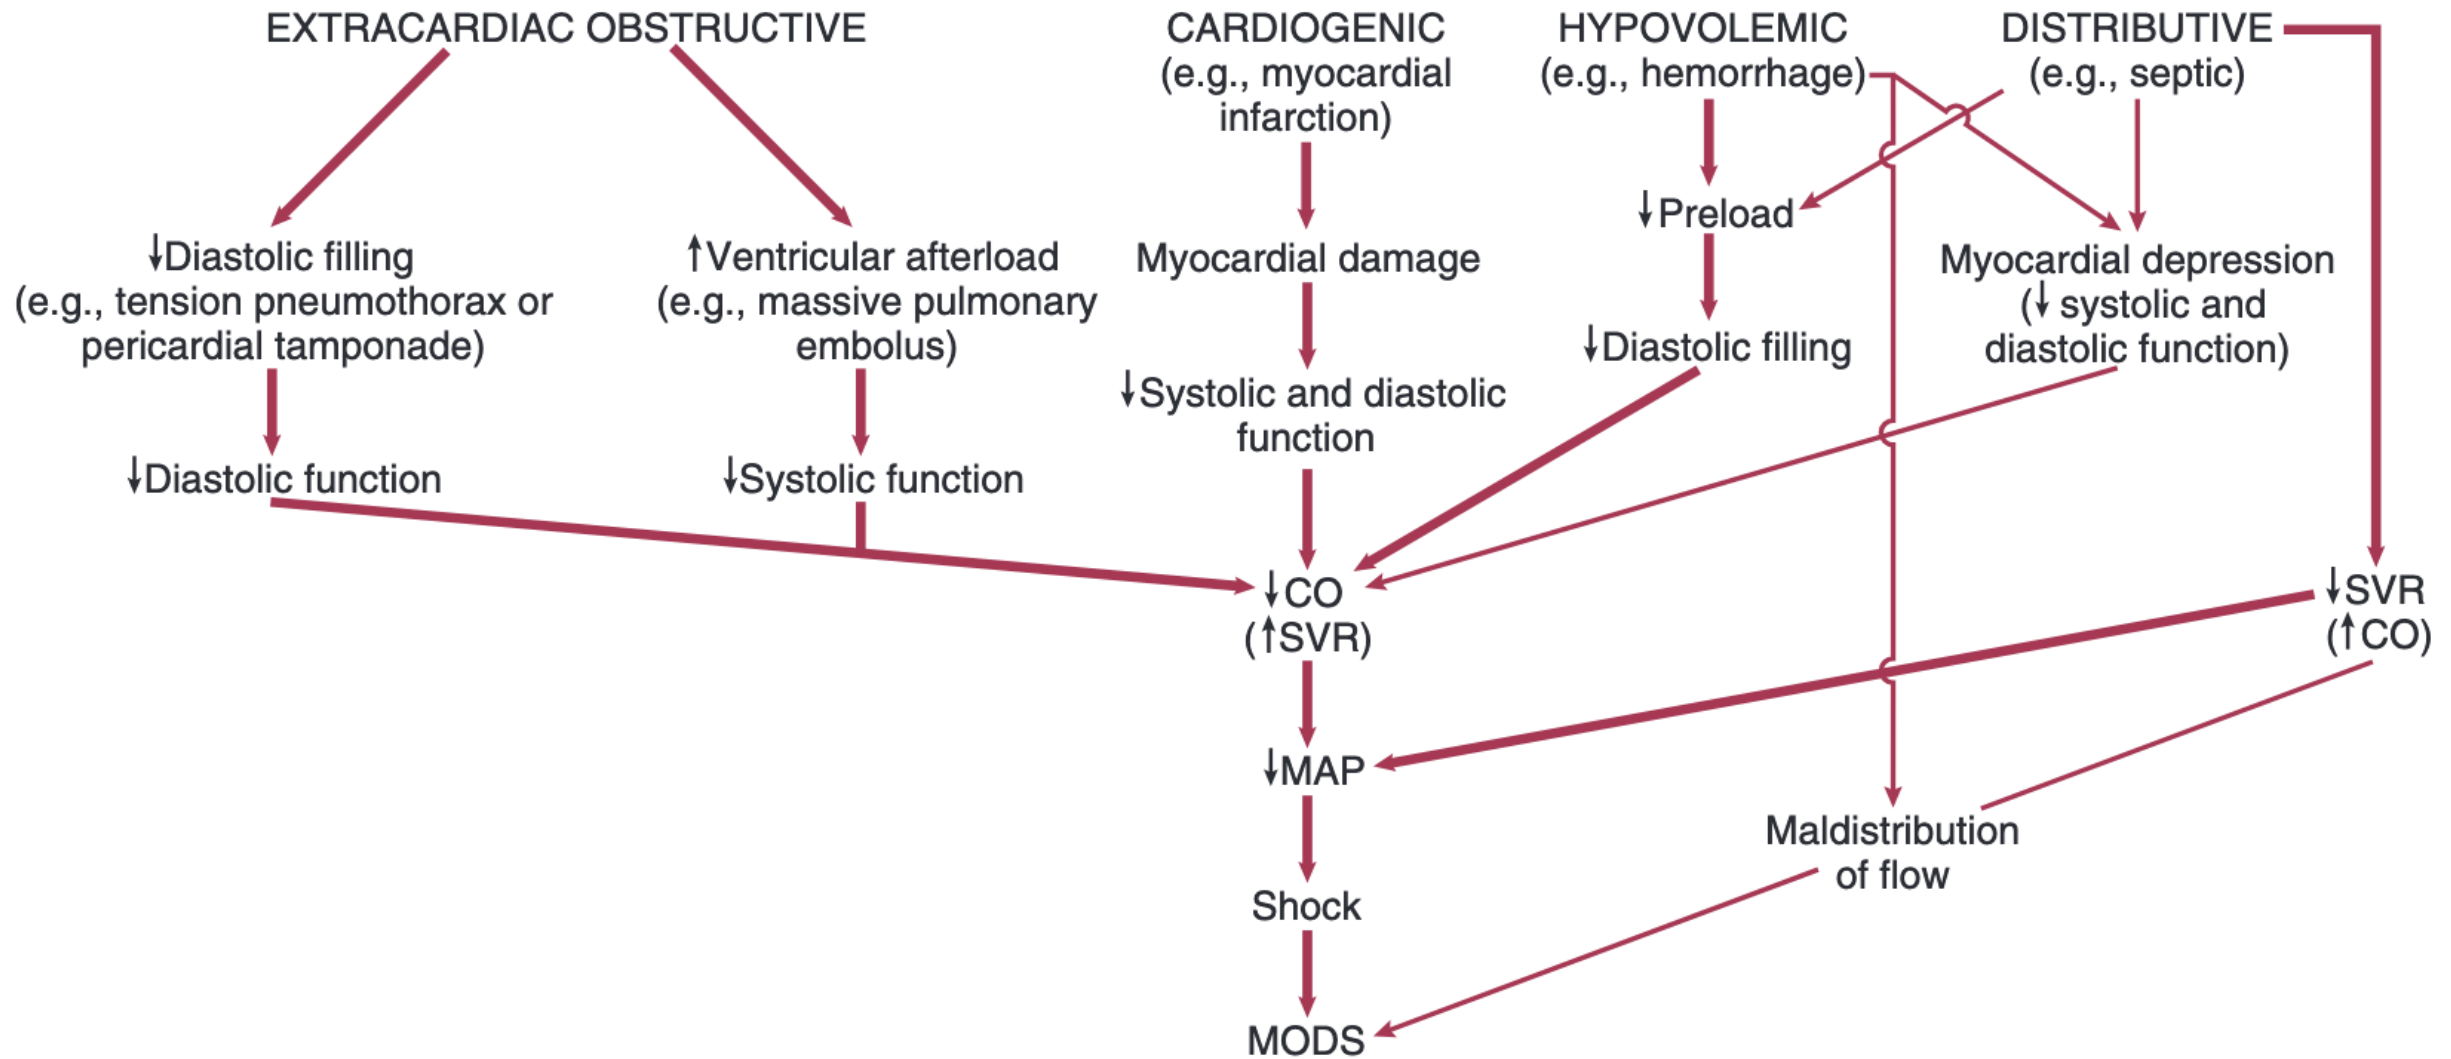 EXTRACARDIAC OBSTRUCTIVE
↓Diastolic filling
(e.g., tension pneumothorax or
pericardial tamponade)
↓Diastolic function
↑Ventricular afterload
(e.g., massive pulmonary
embolus)
↓Systolic function
CARDIOGENIC
(e.g., myocardial
infarction)
Myocardial damage
↓Systolic and diastolic
function
HYPOVOLEMIC
(e.g., hemorrhage)
↓Preload
↓Diastolic filling
DISTRIBUTIVE
(e.g., septic)
Myocardial depression
(↓ systolic and
diastolic function)
↓SVR
(↑CO)
↓CO
(↑SVR)
↓MAP
Maldistribution
of flow
Shock
MODS